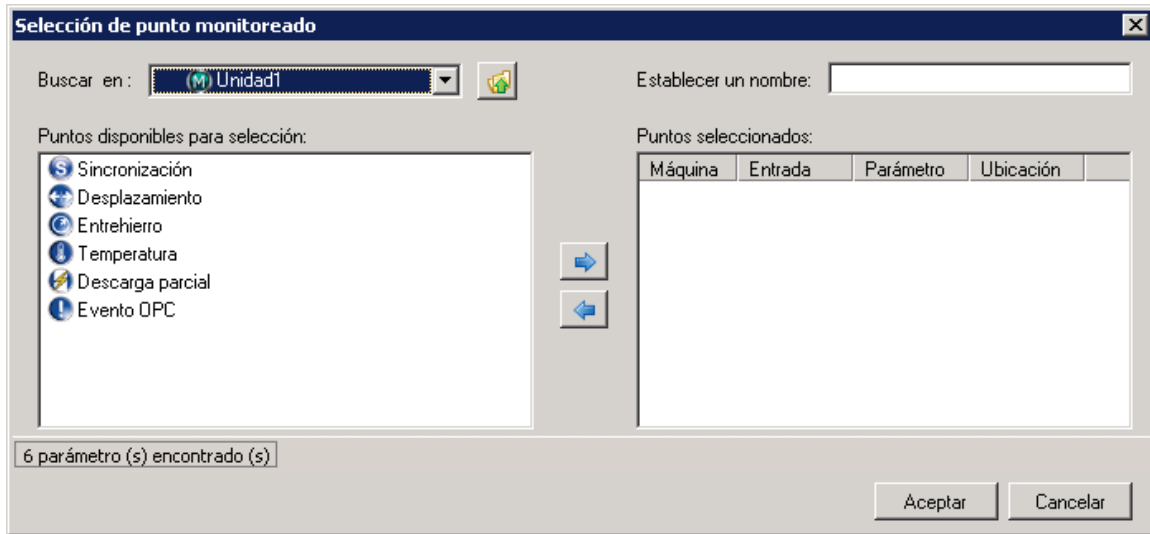 Selección de punto monitoreado
Buscar en :
(M) Unidad1
Establecer un nombre:
Puntos disponibles para selección:
S Sincronización
Desplazamiento
Entrehierro
Temperatura
Descarga parcial
Evento OPC
Puntos seleccionados:
Máquina Entrada Parámetro Ubicación
6 parámetro (s) encontrado (s)
Aceptar Cancelar